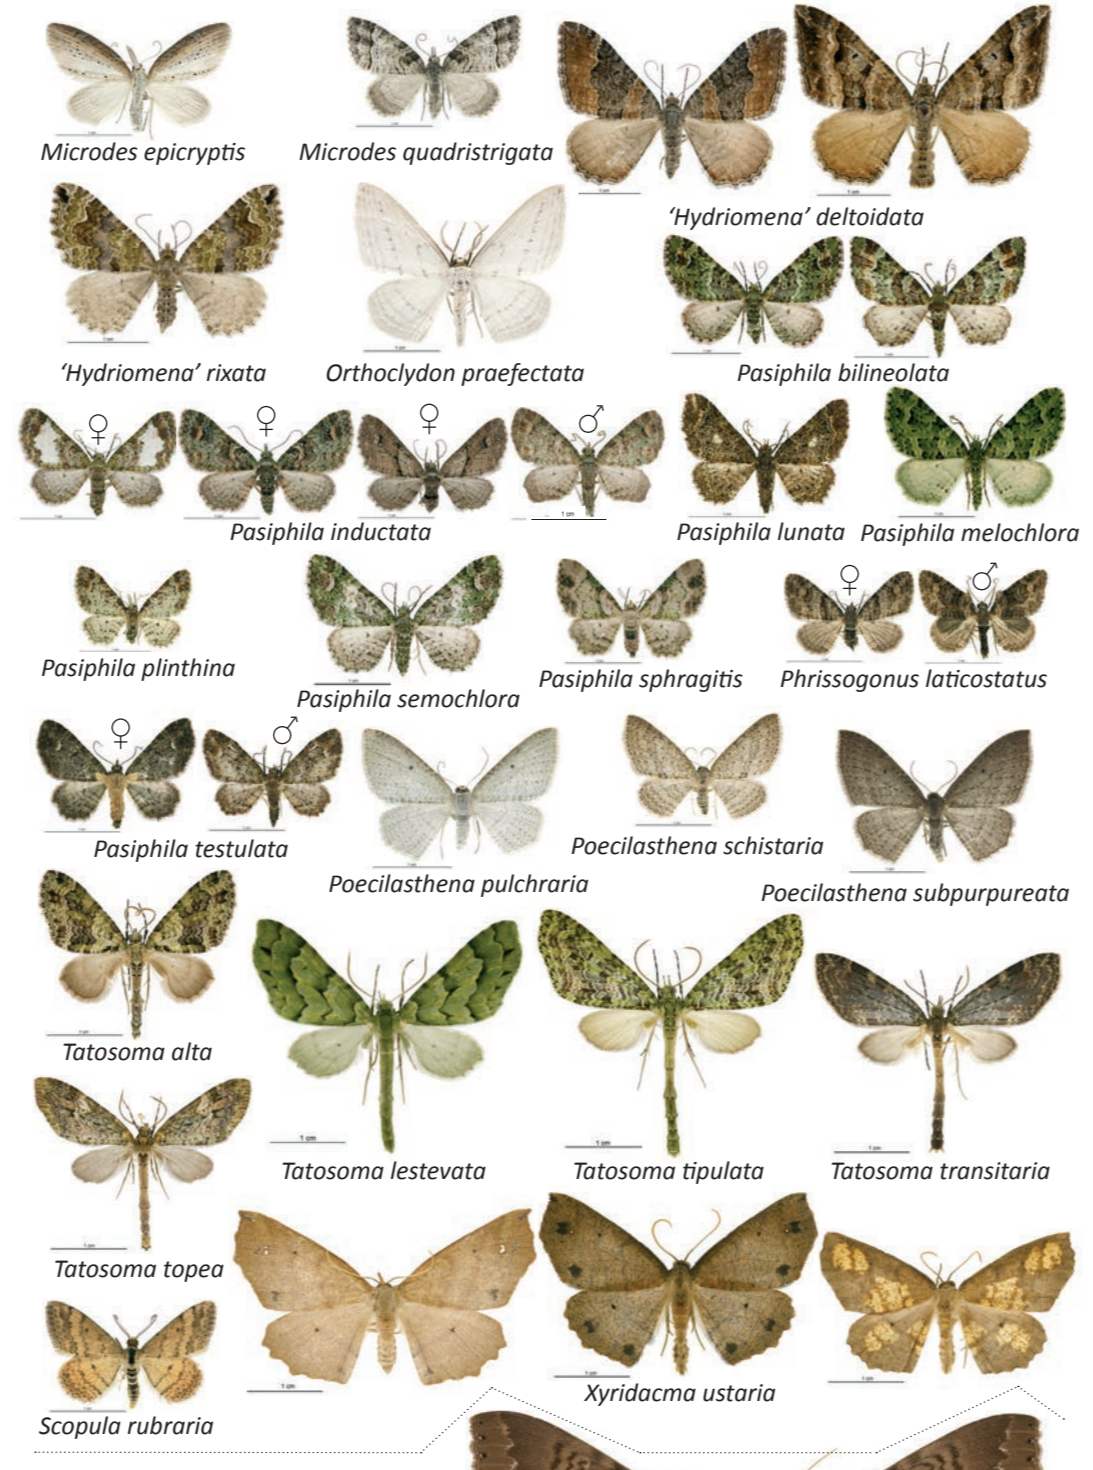 Microdes epicryptis
Microdes quadristrigata
‘Hydriomena’ deltoidata
‘Hydriomena’ rixata
Orthoclydon praefectata
Pasiphila bilineolata
♀ ♀ ♀ ♂
1 cm
Pasiphila inductata
Pasiphila lunata
Pasiphila melochlora
Pasiphila plinthina
Pasiphila semochlora
Pasiphila sphragitis
♀ ♂
Phrissogonus laticostatus
♀ ♂
Pasiphila testulata
Poecilasthena pulchraria
Poecilasthena schistaria
Poecilasthena subpurpureata
Tatosoma alta
1 cm
Tatosoma lestevata
1 cm
Tatosoma tipulata
1 cm
Tatosoma transitaria
Tatosoma topea
Scopula rubraria
1 cm
1 cm
1 cm
Xyridacma ustaria